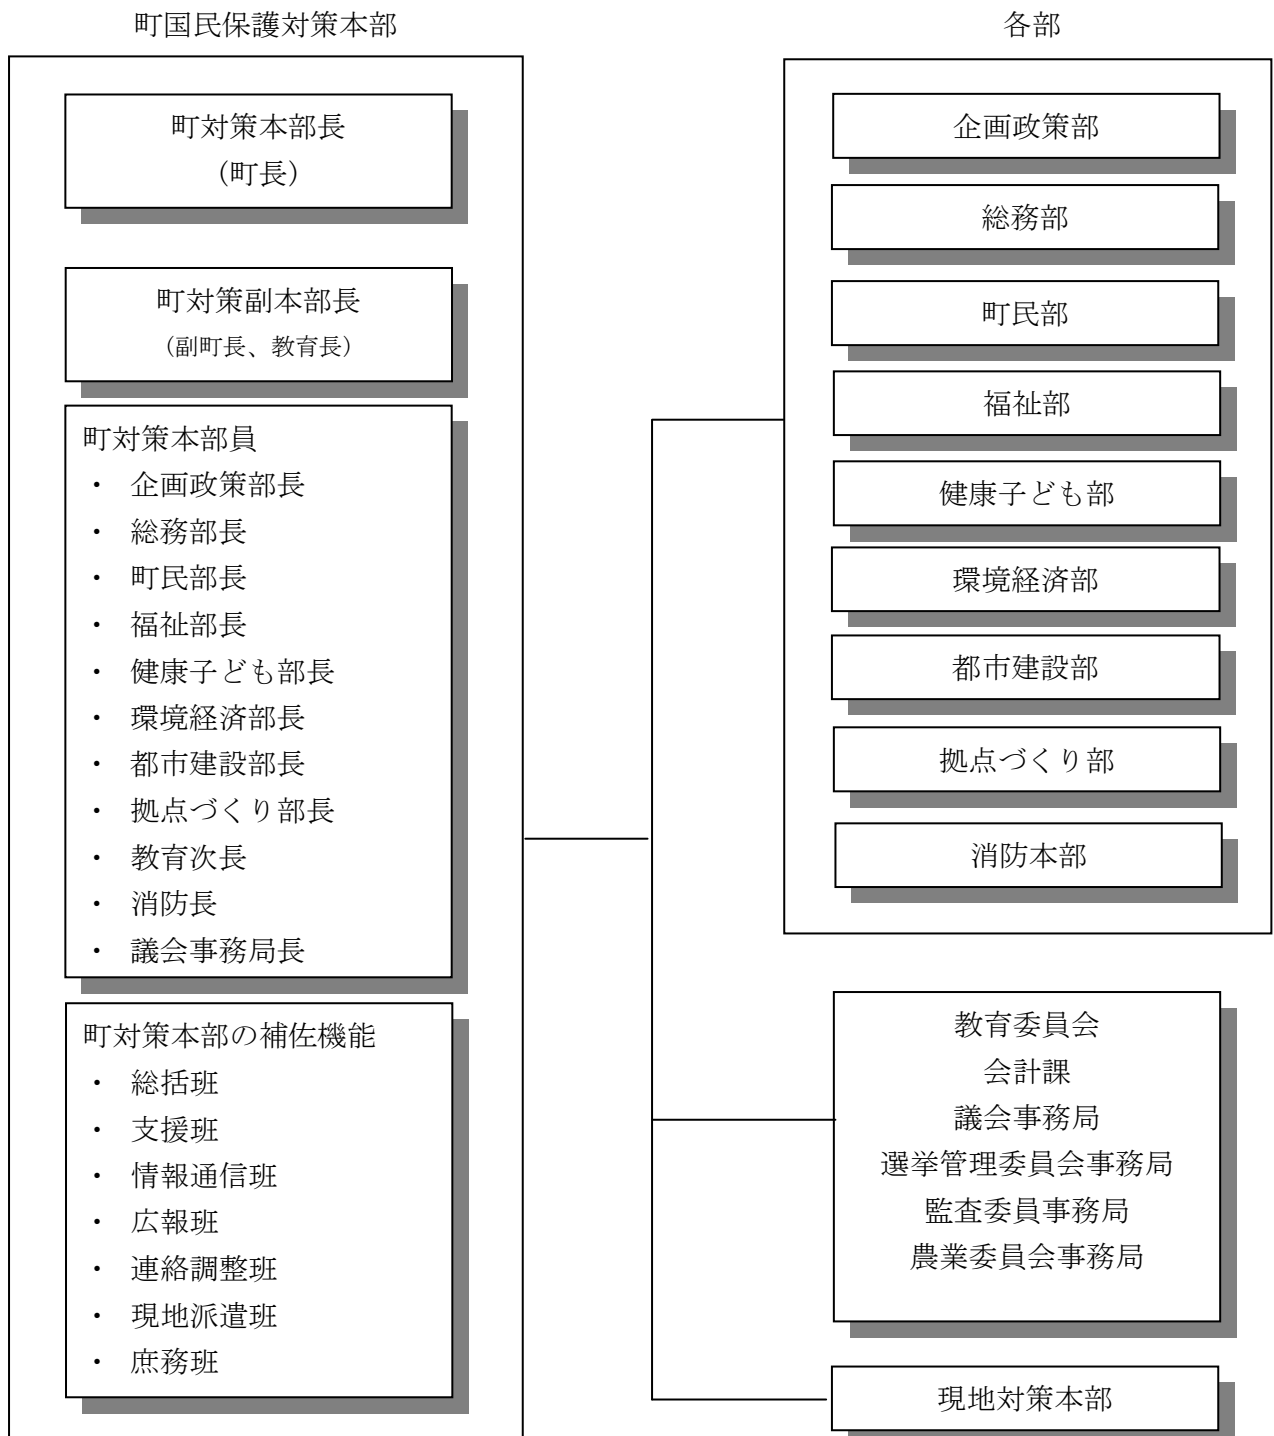 町国民保護対策本部
町対策本部長
(町長)
町対策副本部長
(副町長、教育長)
町対策本部員
・ 企画政策部長
・ 総務部長
・ 町民部長
・ 福祉部長
・ 健康子ども部長
・ 環境経済部長
・ 都市建設部長
・ 拠点づくり部長
・ 教育次長
・ 消防長
・ 議会事務局長
町対策本部の補佐機能
・ 総括班
・ 支援班
・ 情報通信班
・ 広報班
・ 連絡調整班
・ 現地派遣班
・ 庶務班
各部
企画政策部
総務部
町民部
福祉部
健康子ども部
環境経済部
都市建設部
拠点づくり部
消防本部
教育委員会
会計課
議会事務局
選挙管理委員会事務局
監査委員事務局
農業委員会事務局
現地対策本部